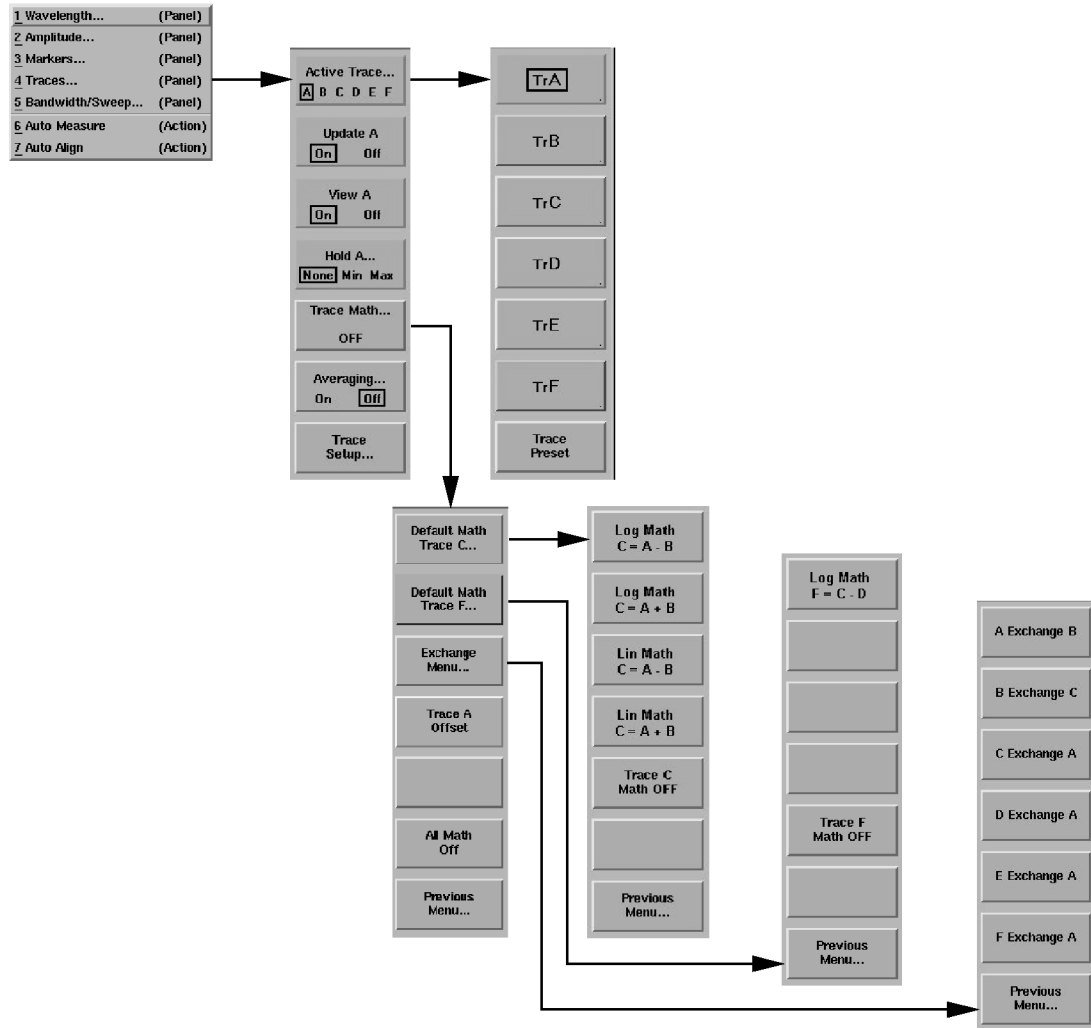 1 Wavelength... (Panel)
2 Amplitude... (Panel)
3 Markers... (Panel)
4 Traces... (Panel)
5 Bandwidth/Sweep... (Panel)
6 Auto Measure (Action)
7 Auto Align (Action)
Active Trace...
A B C D E F
Update A
On Off
View A
On Off
Hold A...
None Min Max
Trace Math...
OFF
Averaging...
On Off
Trace
Setup...
TrA
TrB
TrC
TrD
TrE
TrF
Trace
Preset
Default Math
Trace C...
Default Math
Trace F...
Exchange
Menu...
Trace A
Offset
All Math
Off
Previous
Menu...
Log Math
C = A - B
Log Math
C = A + B
Lin Math
C = A - B
Lin Math
C = A + B
Trace C
Math OFF
Previous
Menu...
Log Math
F = C - D
Trace F
Math OFF
Previous
Menu...
A Exchange B
B Exchange C
C Exchange A
D Exchange A
E Exchange A
F Exchange A
Previous
Menu...